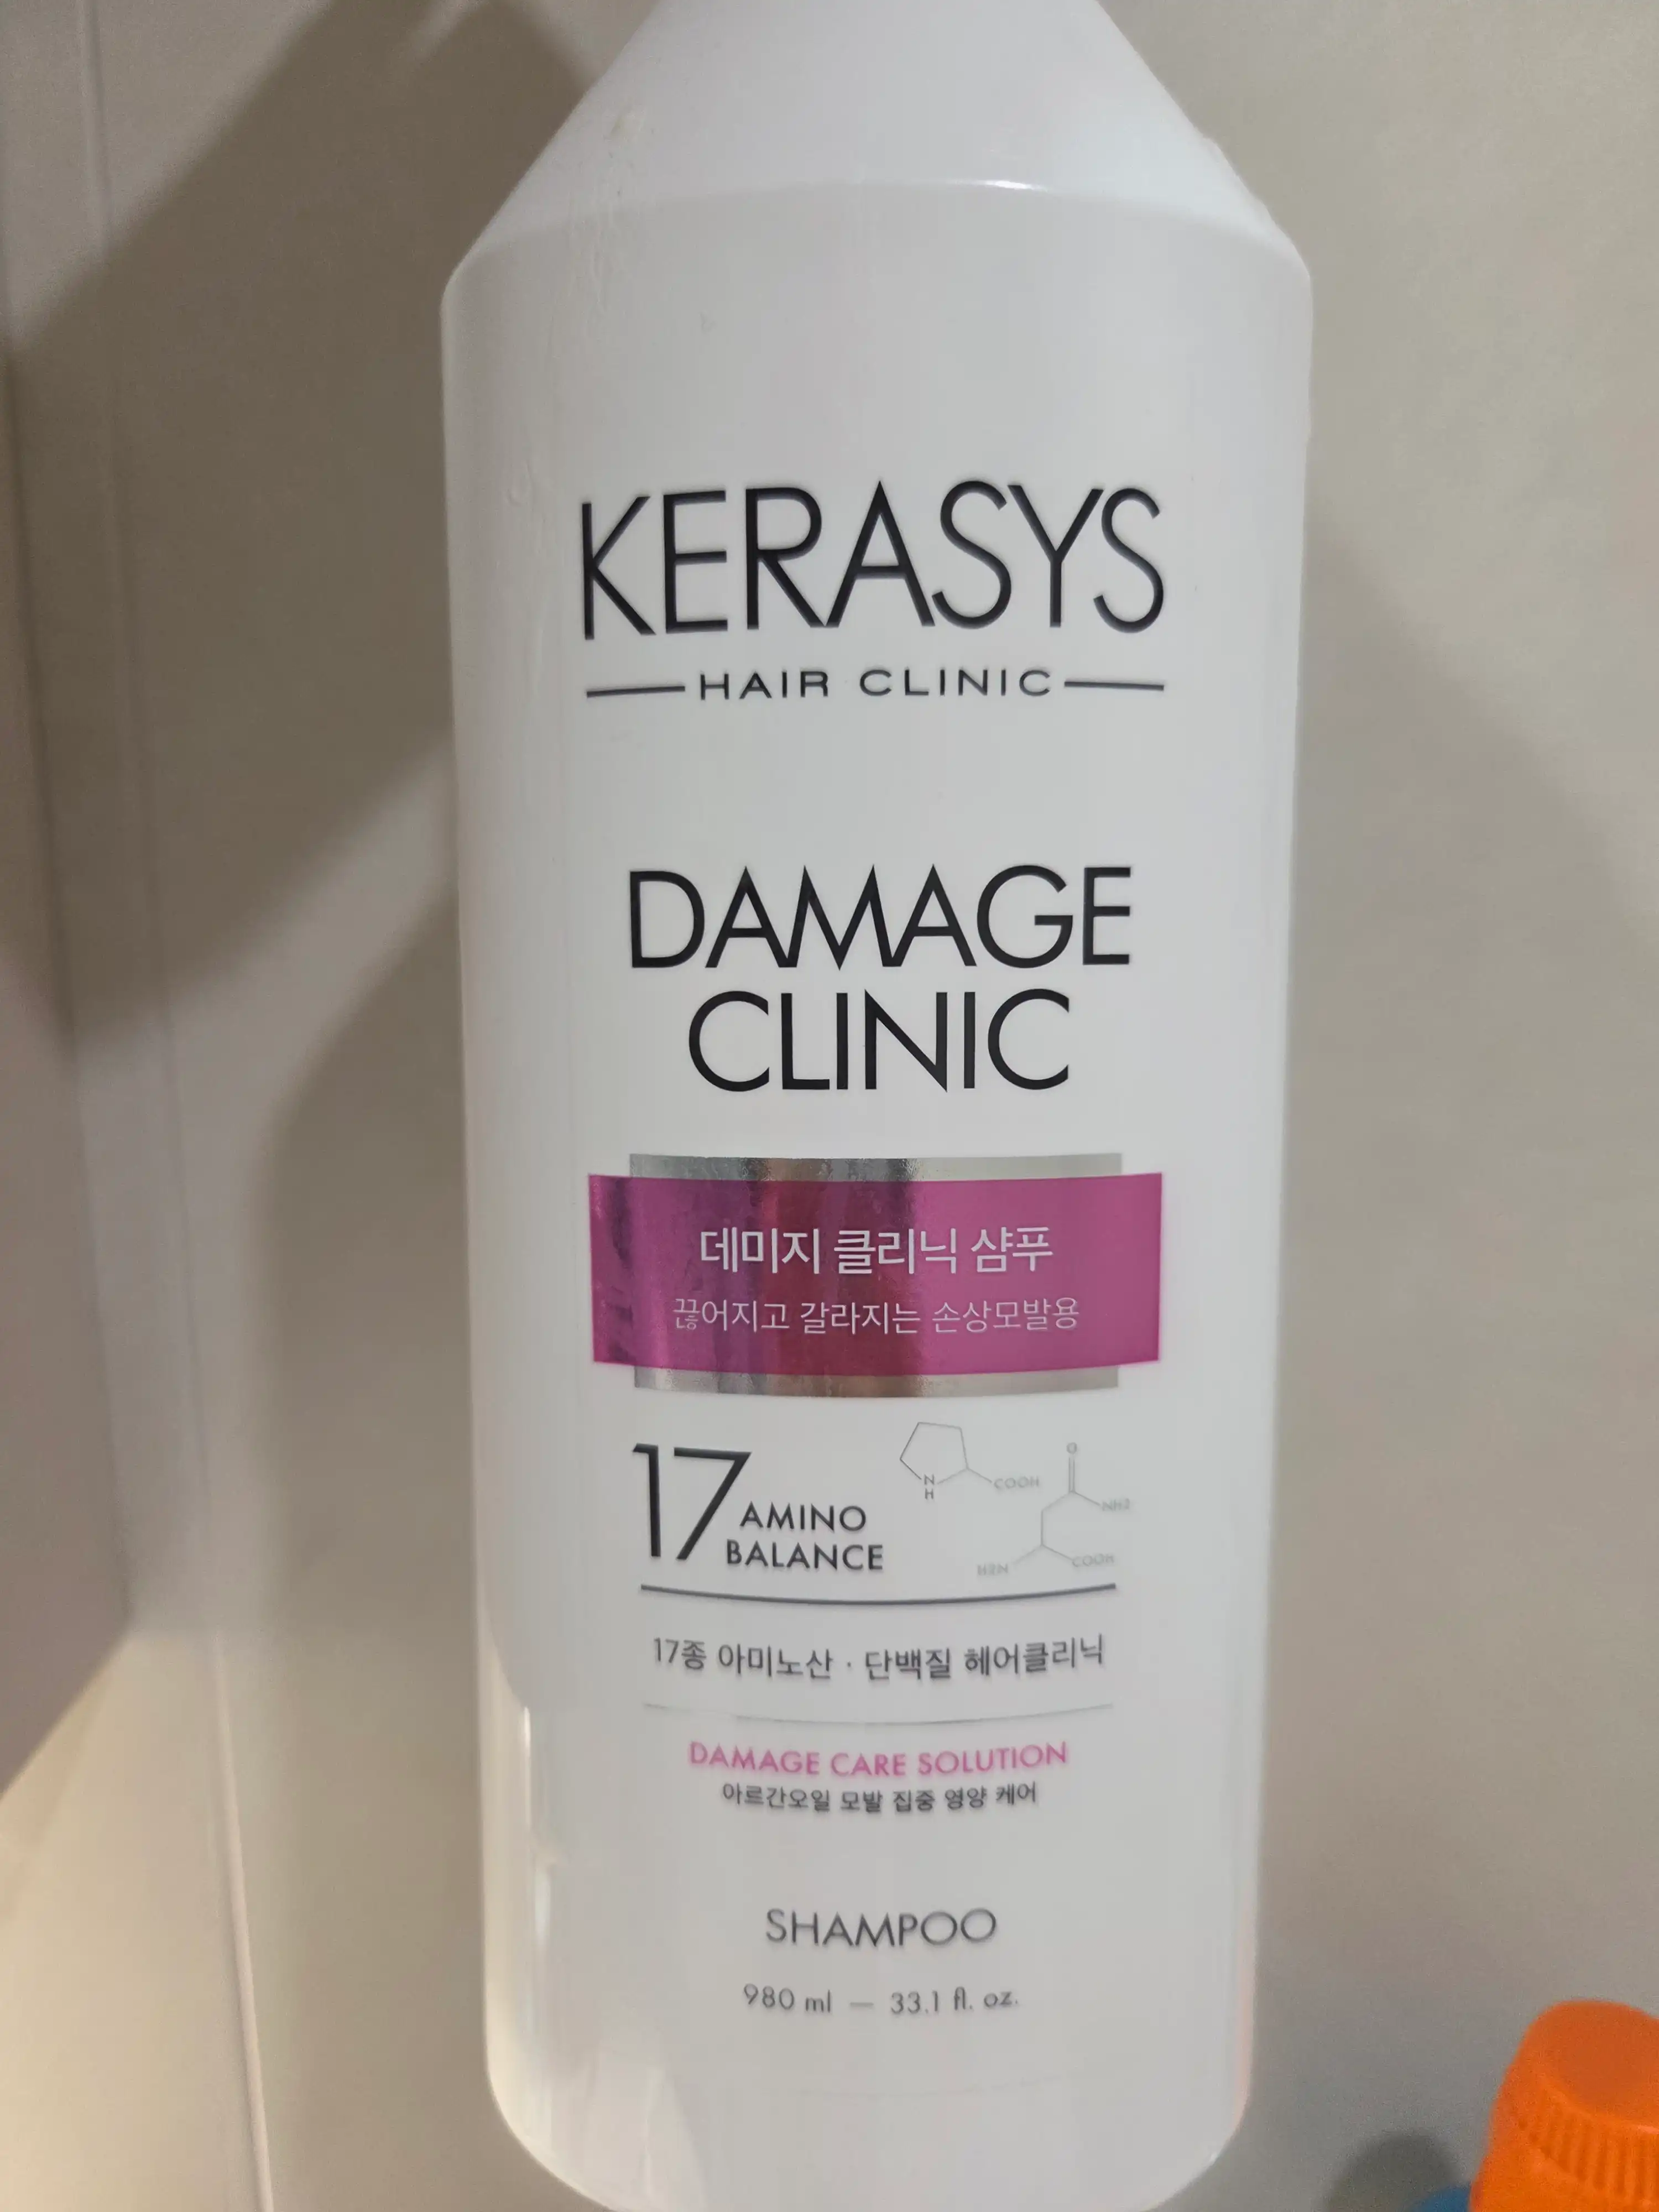 KERASYS
HAIR CLINIC
DAMAGE
CLINIC
데미지 클리닉 샴푸
끊어지고 갈라지는 손상모발용
17 AMINO
BALANCE
N
H
COOH
O
NH2
H2N
COOH
17종 아미노산 · 단백질 헤어클리닉
DAMAGE CARE SOLUTION
아르간오일 모발 집중 영양 케어
SHAMPOO
980 ml — 33.1 fl. oz.